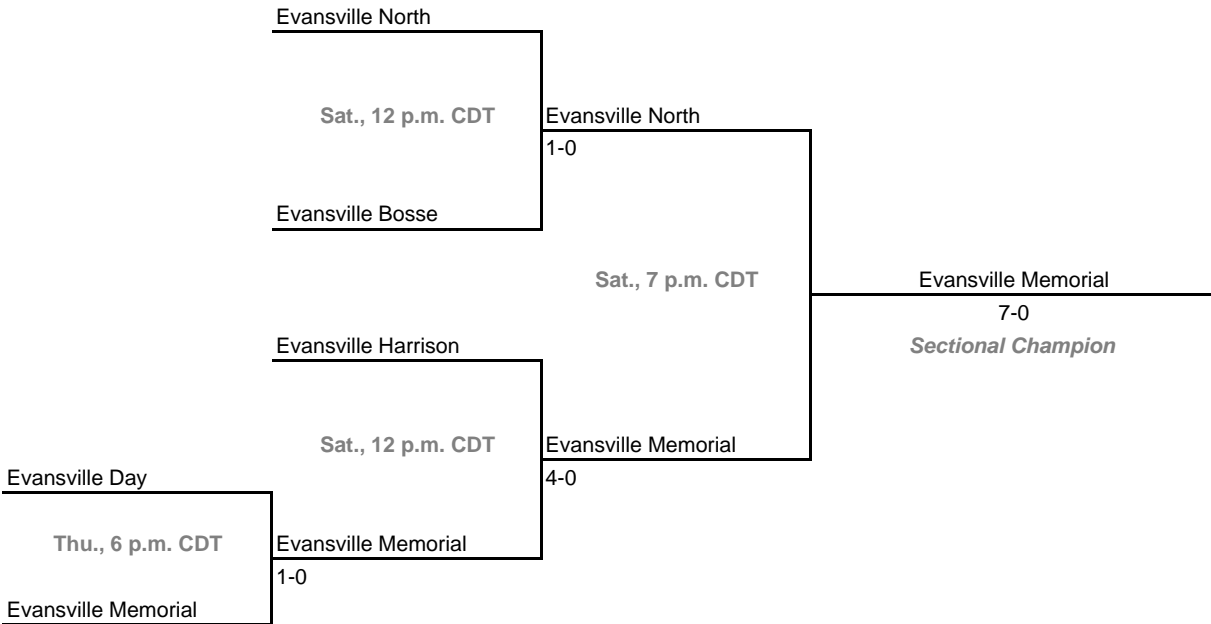 Evansville North
Sat., 12 p.m. CDT
Evansville North
1-0
Evansville Bosse
Sat., 7 p.m. CDT
Evansville Memorial
7-0
Sectional Champion
Evansville Harrison
Sat., 12 p.m. CDT
Evansville Memorial
4-0
Evansville Day
Thu., 6 p.m. CDT
Evansville Memorial
1-0
Evansville Memorial